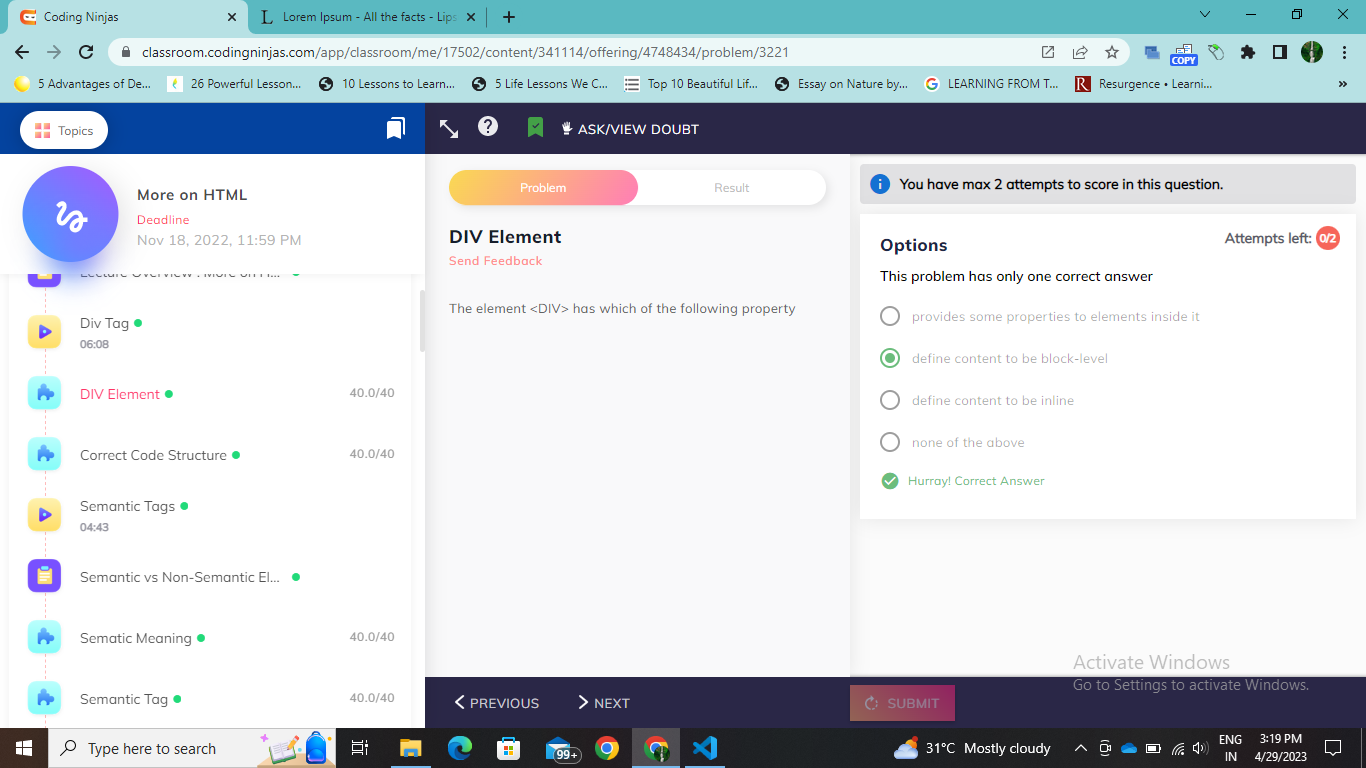 Coding Ninjas
Lorem Ipsum - All the facts - Lips
classroom.codingninjas.com/app/classroom/me/17502/content/341114/offering/4748434/problem/3221
COPY
5 Advantages of De...
26 Powerful Lesson...
10 Lessons to Learn...
5 Life Lessons We C...
Top 10 Beautiful Lif...
Essay on Nature by...
LEARNING FROM T...
Resurgence • Learni...
Topics
ASK/VIEW DOUBT
More on HTML
Deadline
Nov 18, 2022, 11:59 PM
Lecture Overview : More on H...
Div Tag
06:08
DIV Element
40.0/40
Correct Code Structure
40.0/40
Semantic Tags
04:43
Semantic vs Non-Semantic El...
Sematic Meaning
40.0/40
Semantic Tag
40.0/40
Problem
Result
DIV Element
Send Feedback
The element <DIV> has which of the following property
PREVIOUS
NEXT
You have max 2 attempts to score in this question.
Options
Attempts left: 0/2
This problem has only one correct answer
provides some properties to elements inside it
define content to be block-level
define content to be inline
none of the above
Hurray! Correct Answer
Activate Windows
Go to Settings to activate Windows.
SUBMIT
Type here to search
99+
31°C Mostly cloudy
ENG
IN
3:19 PM
4/29/2023